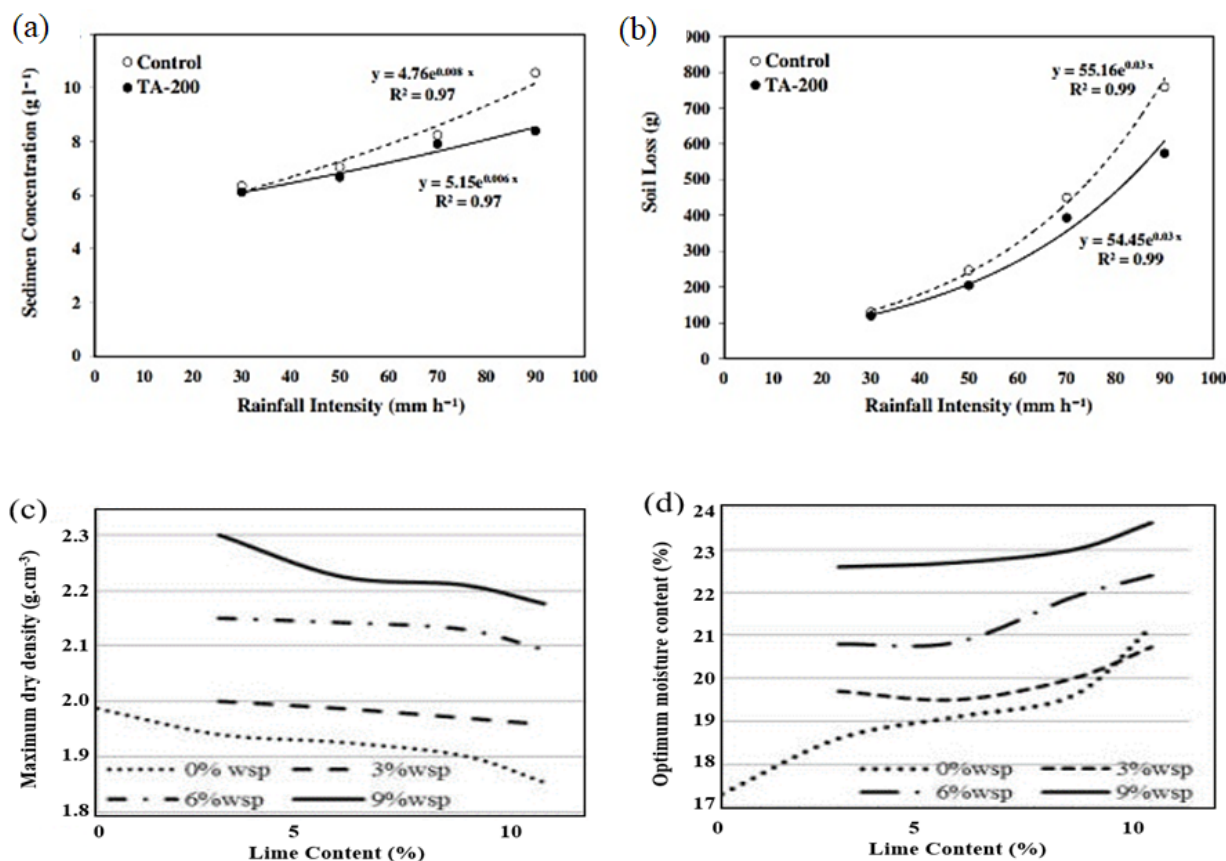 (a)
Control
TA-200
y = 4.76e^0.008 x
R² = 0.97
y = 5.15e^0.006 x
R² = 0.97
Sedimen Concentration (g l⁻¹)
10
8
6
4
2
0
0 10 20 30 40 50 60 70 80 90 100
Rainfall Intensity (mm h⁻¹)
(b)
Control
TA-200
y = 55.16e^0.03 x
R² = 0.99
y = 54.45e^0.03 x
R² = 0.99
Soil Loss (g)
900
800
700
600
500
400
300
200
100
0
0 10 20 30 40 50 60 70 80 90 100
Rainfall Intensity (mm h⁻¹)
(c)
Maximum dry density (g.cm⁻³)
2.3
2.2
2.1
2.0
1.9
1.8
0% wsp 3%wsp
6%wsp 9%wsp
0 5 10
Lime Content (%)
(d)
Optimum moisture content (%)
24
23
22
21
20
19
18
17
0%wsp 3%wsp
6%wsp 9%wsp
0 5 10
Lime Content (%)